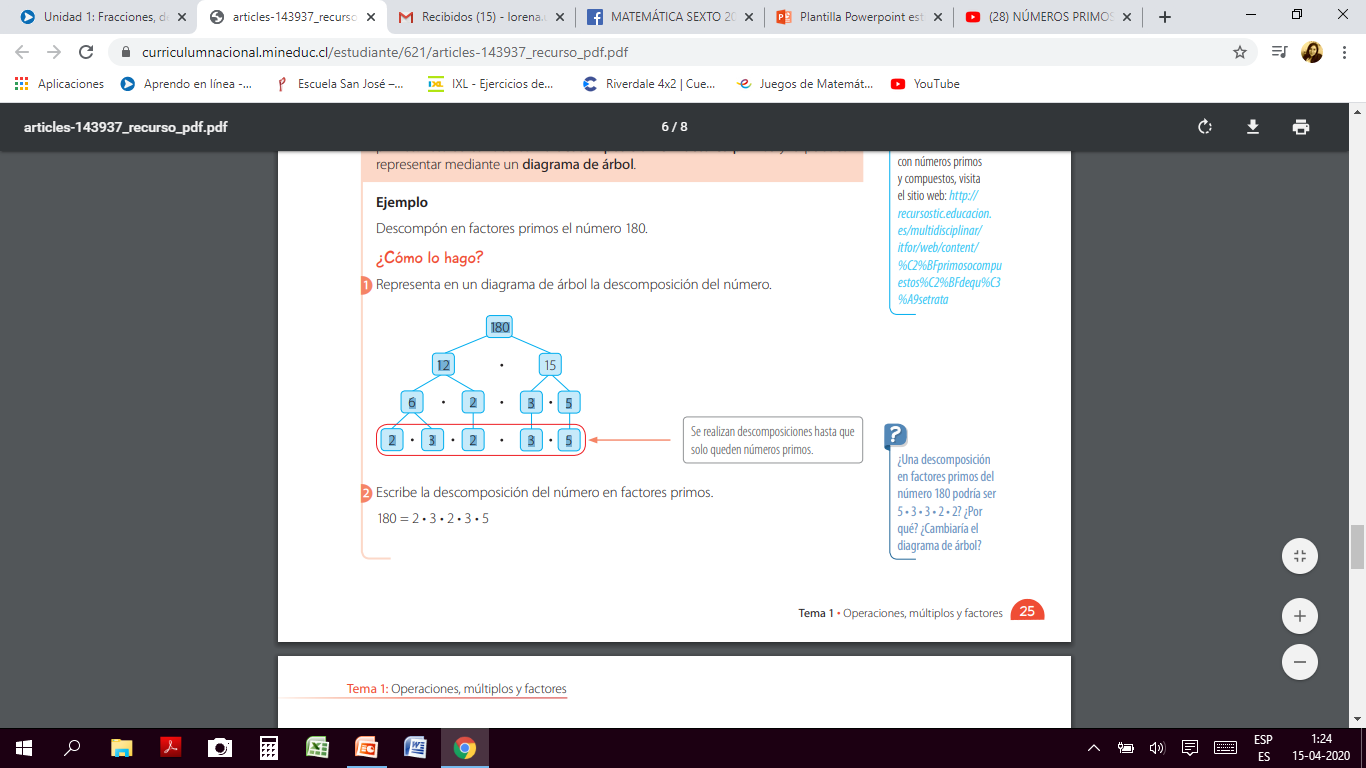 Unidad 1: Fracciones, d
articles-143937_recurso
Recibidos (15) - lorena.
MATEMÁTICA SEXTO 20
Plantilla Powerpoint est
(28) NÚMEROS PRIMOS
curriculumnacional.mineduc.cl/estudiante/621/articles-143937_recurso_pdf.pdf
Aplicaciones
Aprendo en línea -...
Escuela San José –...
IXL - Ejercicios de...
Riverdale 4x2 | Cue...
Juegos de Matemát...
YouTube
articles-143937_recurso_pdf.pdf
6 / 8
representar mediante un diagrama de árbol.
Ejemplo
Descompón en factores primos el número 180.
¿Cómo lo hago?
1 Representa en un diagrama de árbol la descomposición del número.
180
12 • 15
6 • 2 • 3 • 5
2 • 3 • 2 • 3 • 5
Se realizan descomposiciones hasta que
solo queden números primos.
2 Escribe la descomposición del número en factores primos.
180 = 2 • 3 • 2 • 3 • 5
con números primos
y compuestos, visita
el sitio web: http://
recursostic.educacion.
es/multidisciplinar/
itfor/web/content/
%C2%BFprimosocompu
estos%C2%BFdequ%C3
%A9setrata
?
¿Una descomposición
en factores primos del
número 180 podría ser
5 • 3 • 3 • 2 • 2? ¿Por
qué? ¿Cambiaría el
diagrama de árbol?
Tema 1 • Operaciones, múltiplos y factores 25
Tema 1: Operaciones, múltiplos y factores
ESP
ES
1:24
15-04-2020